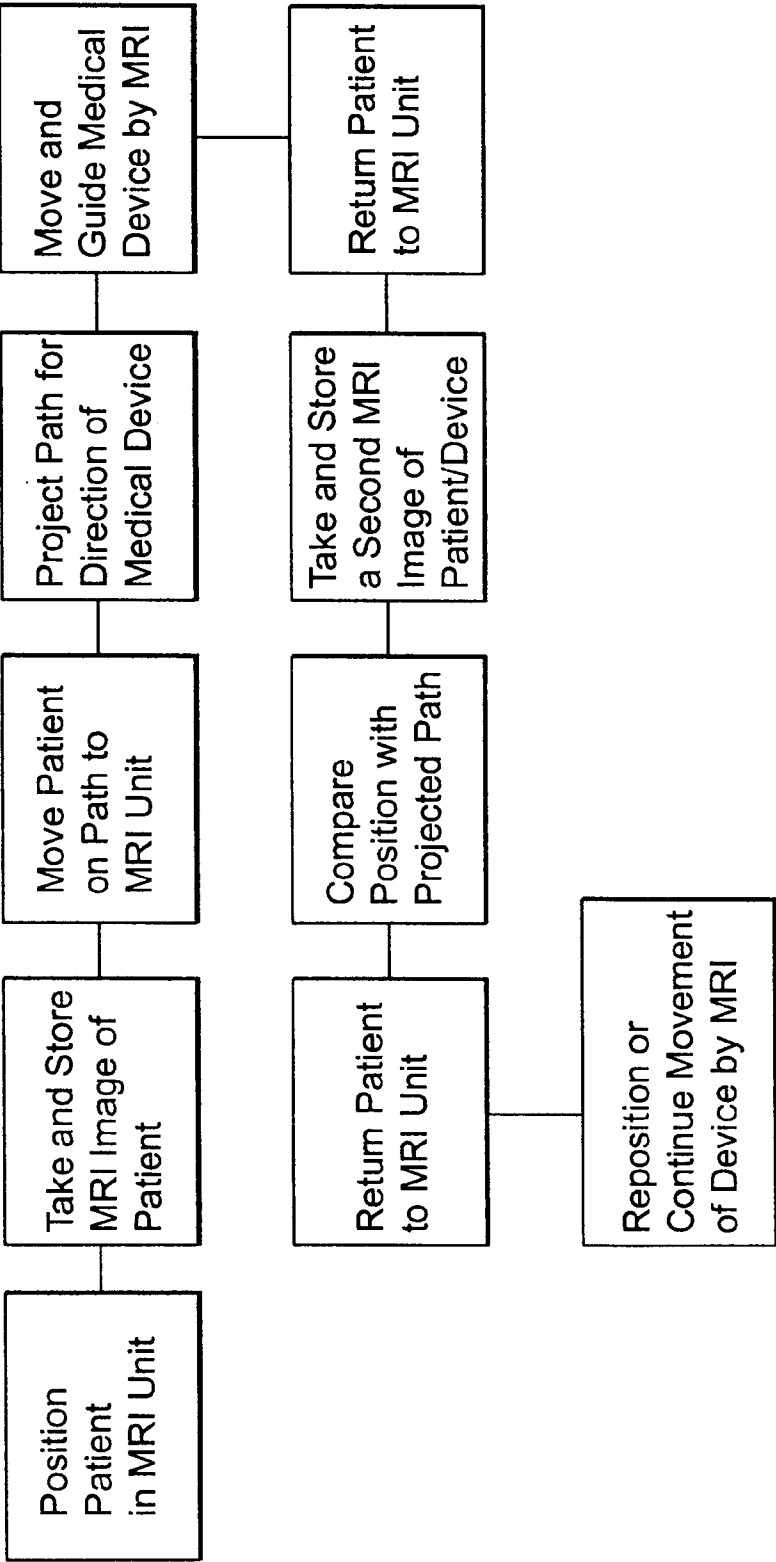 Position
Patient
in MRI Unit
Take and Store
MRI Image of
Patient
Move Patient
on Path to
MRI Unit
Project Path for
Direction of
Medical Device
Move and
Guide Medical
Device by MRI
Return Patient
to MRI Unit
Take and Store
a Second MRI
Image of
Patient/Device
Compare
Position with
Projected Path
Return Patient
to MRI Unit
Reposition or
Continue Movement
of Device by MRI